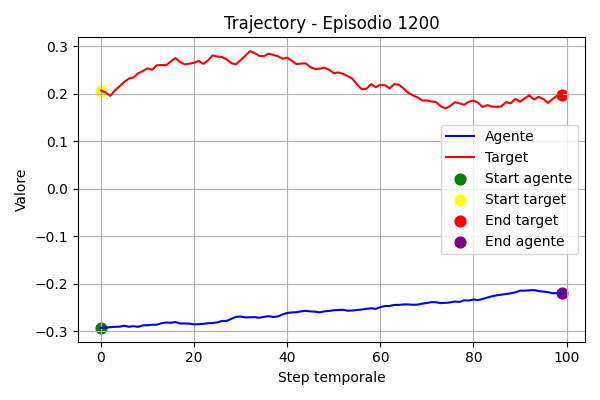 Trajectory - Episodio 1200
Valore
0.3
0.2
0.1
0.0
−0.1
−0.2
−0.3
Agente
Target
Start agente
Start target
End target
End agente
0 20 40 60 80 100
Step temporale